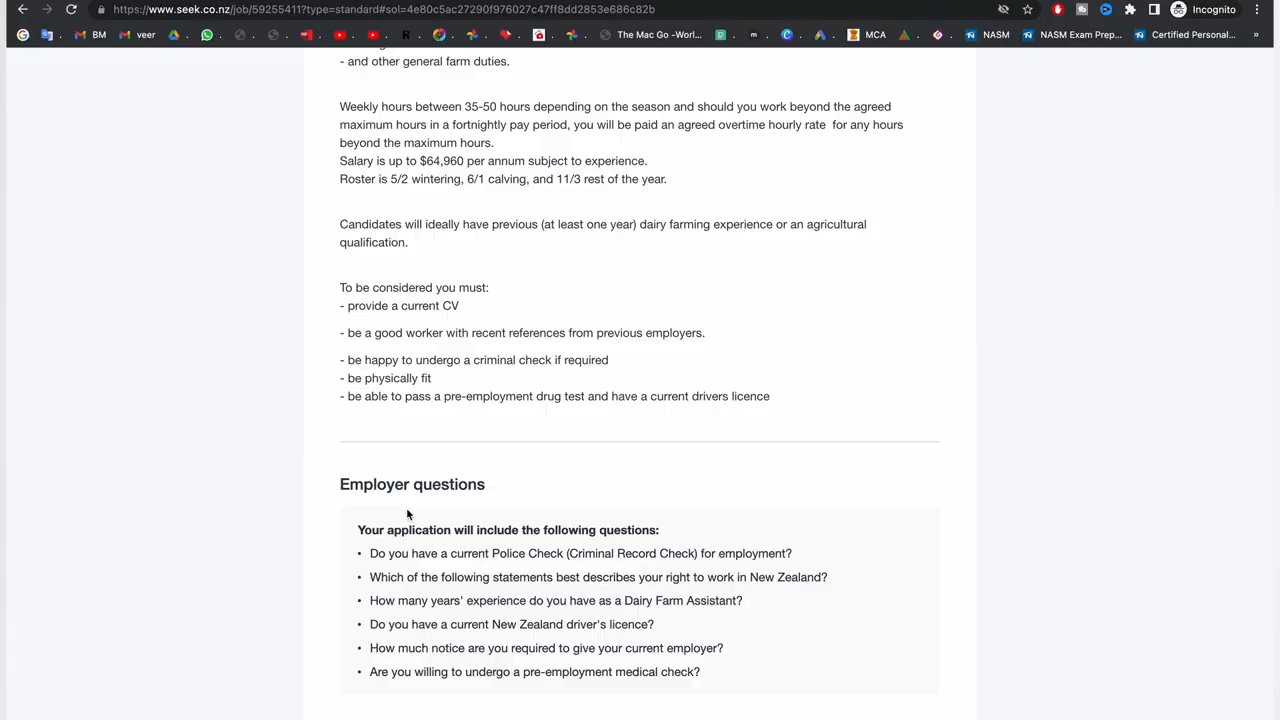 https://www.seek.co.nz/job/59255411?type=standard#sol=4e80c5ac27290f976027c47ff8dd2853e686c82b
Incognito
BM
veer
The Mac Go -Worl...
MCA
NASM
NASM Exam Prep...
Certified Personal...
»
- and other general farm duties.
Weekly hours between 35-50 hours depending on the season and should you work beyond the agreed
maximum hours in a fortnightly pay period, you will be paid an agreed overtime hourly rate for any hours
beyond the maximum hours.
Salary is up to $64,960 per annum subject to experience.
Roster is 5/2 wintering, 6/1 calving, and 11/3 rest of the year.
Candidates will ideally have previous (at least one year) dairy farming experience or an agricultural
qualification.
To be considered you must:
- provide a current CV
- be a good worker with recent references from previous employers.
- be happy to undergo a criminal check if required
- be physically fit
- be able to pass a pre-employment drug test and have a current drivers licence
Employer questions
Your application will include the following questions:
• Do you have a current Police Check (Criminal Record Check) for employment?
• Which of the following statements best describes your right to work in New Zealand?
• How many years' experience do you have as a Dairy Farm Assistant?
• Do you have a current New Zealand driver's licence?
• How much notice are you required to give your current employer?
• Are you willing to undergo a pre-employment medical check?